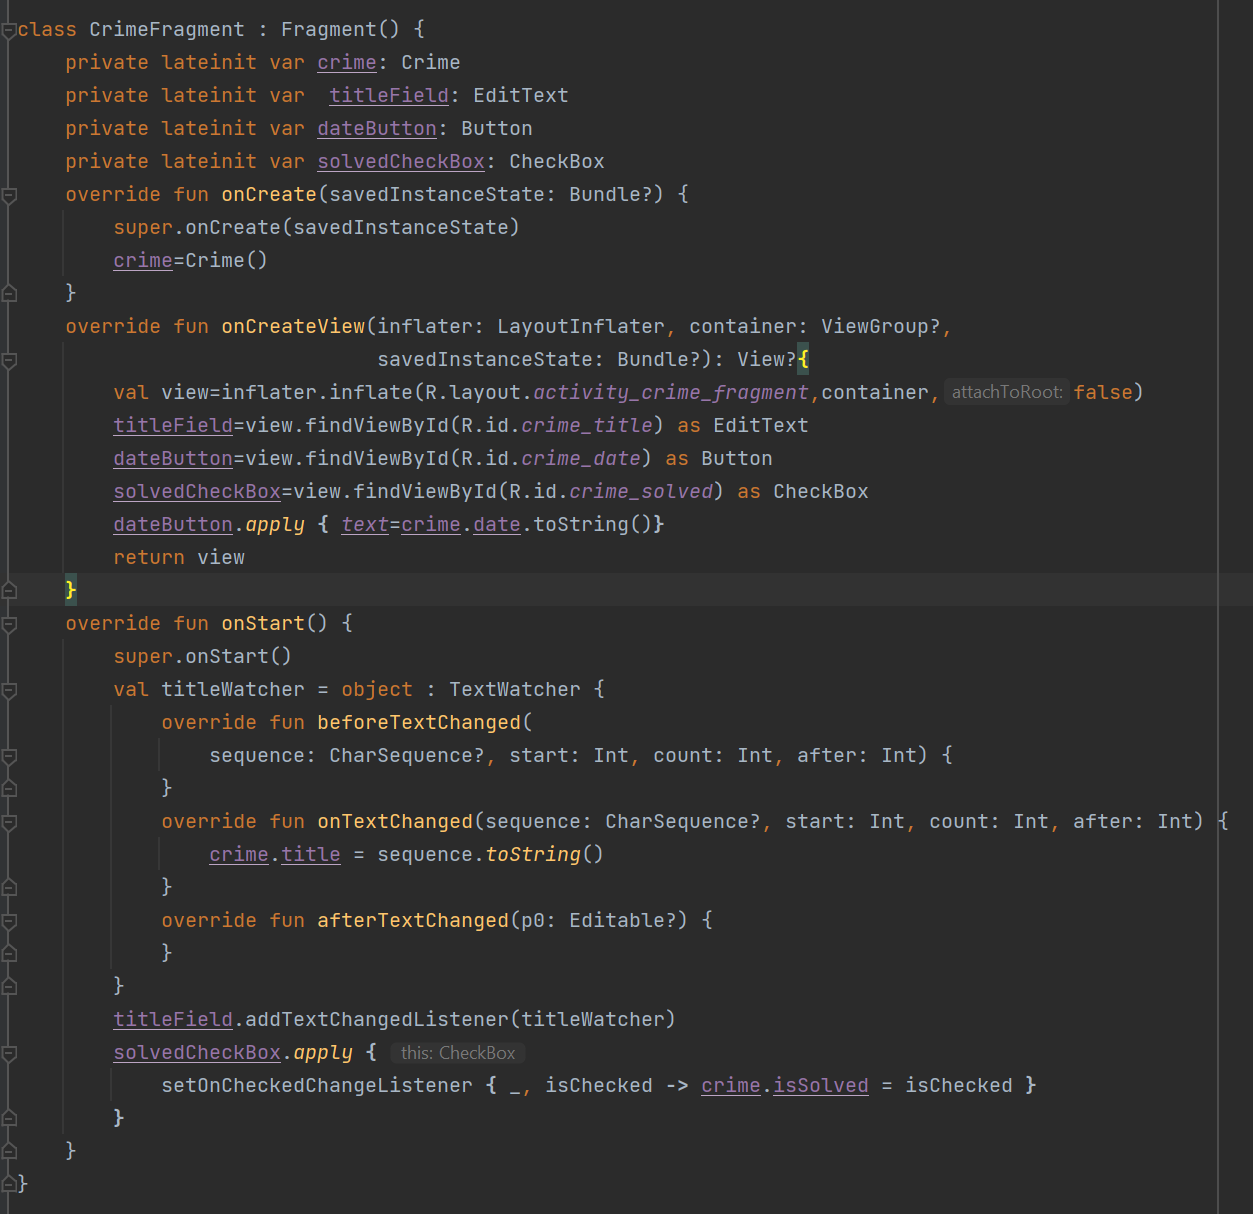 class CrimeFragment : Fragment() {
    private lateinit var crime: Crime
    private lateinit var  titleField: EditText
    private lateinit var dateButton: Button
    private lateinit var solvedCheckBox: CheckBox
    override fun onCreate(savedInstanceState: Bundle?) {
        super.onCreate(savedInstanceState)
        crime=Crime()
    }
    override fun onCreateView(inflater: LayoutInflater, container: ViewGroup?,
                              savedInstanceState: Bundle?): View?{
        val view=inflater.inflate(R.layout.activity_crime_fragment,container, attachToRoot: false)
        titleField=view.findViewById(R.id.crime_title) as EditText
        dateButton=view.findViewById(R.id.crime_date) as Button
        solvedCheckBox=view.findViewById(R.id.crime_solved) as CheckBox
        dateButton.apply { text=crime.date.toString()}
        return view
    }
    override fun onStart() {
        super.onStart()
        val titleWatcher = object : TextWatcher {
            override fun beforeTextChanged(
                sequence: CharSequence?, start: Int, count: Int, after: Int) {
            }
            override fun onTextChanged(sequence: CharSequence?, start: Int, count: Int, after: Int) {
                crime.title = sequence.toString()
            }
            override fun afterTextChanged(p0: Editable?) {
            }
        }
        titleField.addTextChangedListener(titleWatcher)
        solvedCheckBox.apply { this: CheckBox
            setOnCheckedChangeListener { _, isChecked -> crime.isSolved = isChecked }
        }
    }
}